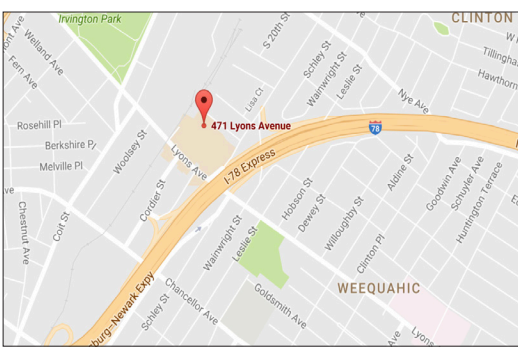 Irvington Park
CLINTON
Welland Ave
Fern Ave
S 20th St
Schley St
Wainwright St
Leslie St
Tillingha
Hawthorn
Nye Ave
Lisa Ct
471 Lyons Avenue
78
Rosehill Pl
Berkshire Pl
Melville Pl
Woolsey St
Lyons Ave
I-78 Express
Chestnut Ave
Coit St
Cordier St
Wainwright St
Leslie St
Hobson St
Dewey St
Willoughby St
Aldine St
Clinton Pl
Goodwin Ave
Schuyler Ave
Huntington Terrace
WEEQUAHIC
Chancellor Ave
Goldsmith Ave
Schley St
sburg–Newark Expy
Lyons
Ave